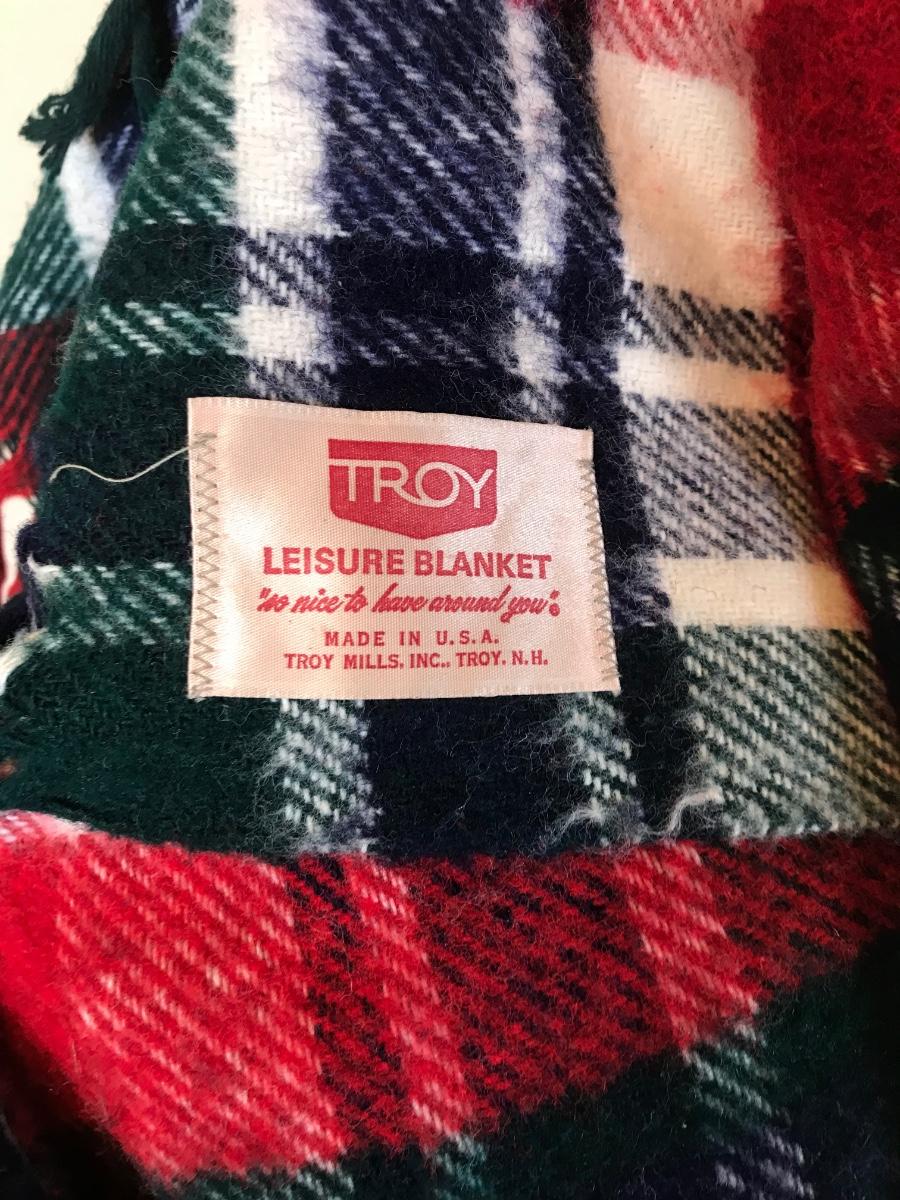 TROY
LEISURE BLANKET
"so nice to have around you"®
MADE IN U.S.A.
TROY MILLS, INC., TROY, N.H.